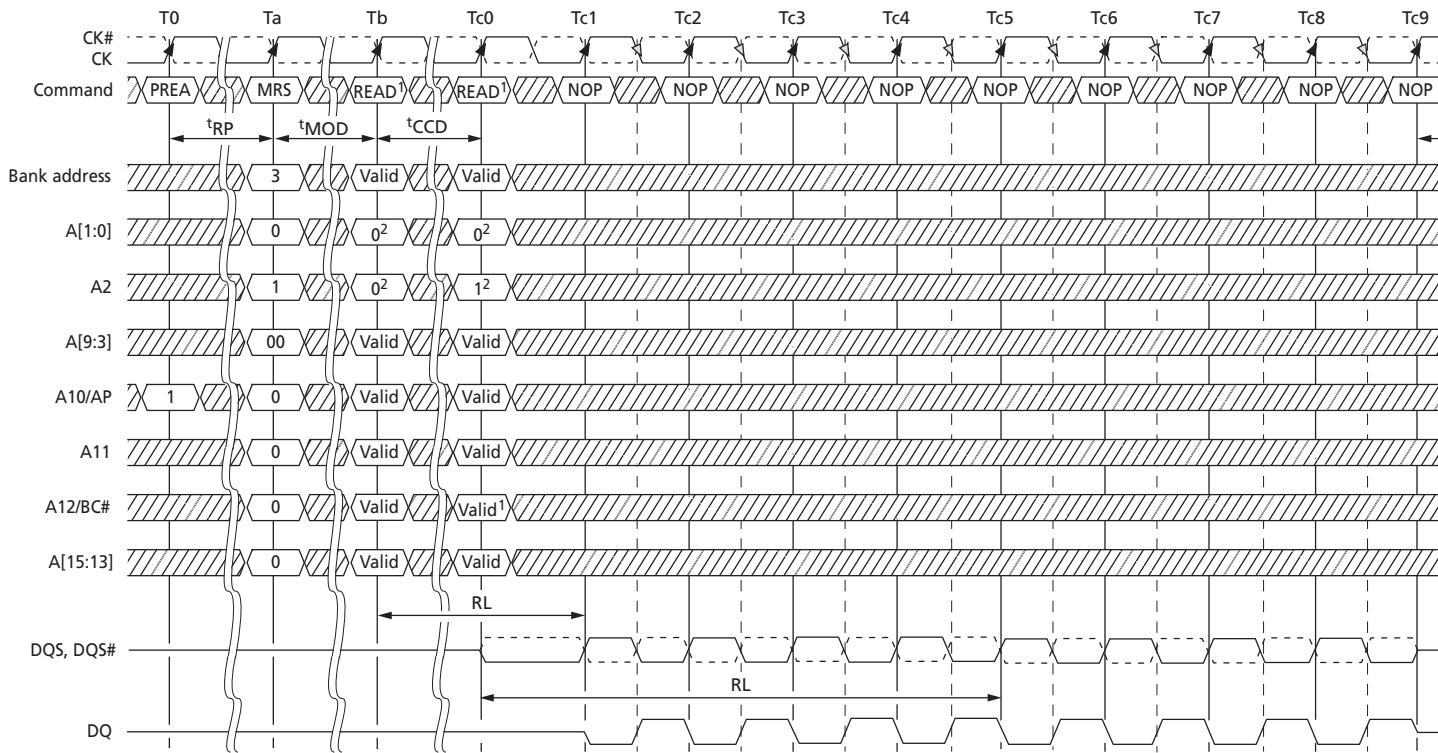 T0 Ta Tb Tc0 Tc1 Tc2 Tc3 Tc4 Tc5 Tc6 Tc7 Tc8 Tc9
CK#
CK
Command PREA MRS READ¹ READ¹ NOP NOP NOP NOP NOP NOP NOP NOP NOP
ᵗRP ᵗMOD ᵗCCD
Bank address 3 Valid Valid
A[1:0] 0 0² 0²
A2 1 0² 1²
A[9:3] 00 Valid Valid
A10/AP 1 0 Valid Valid
A11 0 Valid Valid
A12/BC# 0 Valid Valid¹
A[15:13] 0 Valid Valid
RL
DQS, DQS#
RL
DQ